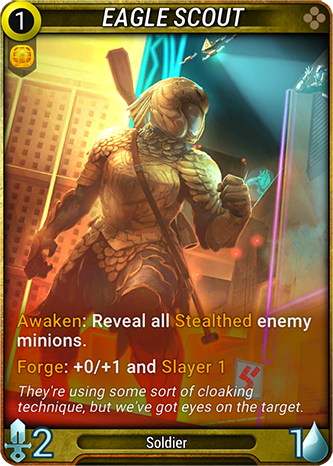 1
EAGLE SCOUT
Awaken: Reveal all Stealthed enemy
minions.
Forge: +0/+1 and Slayer 1
They're using some sort of cloaking
technique, but we've got eyes on the target.
2
Soldier
1